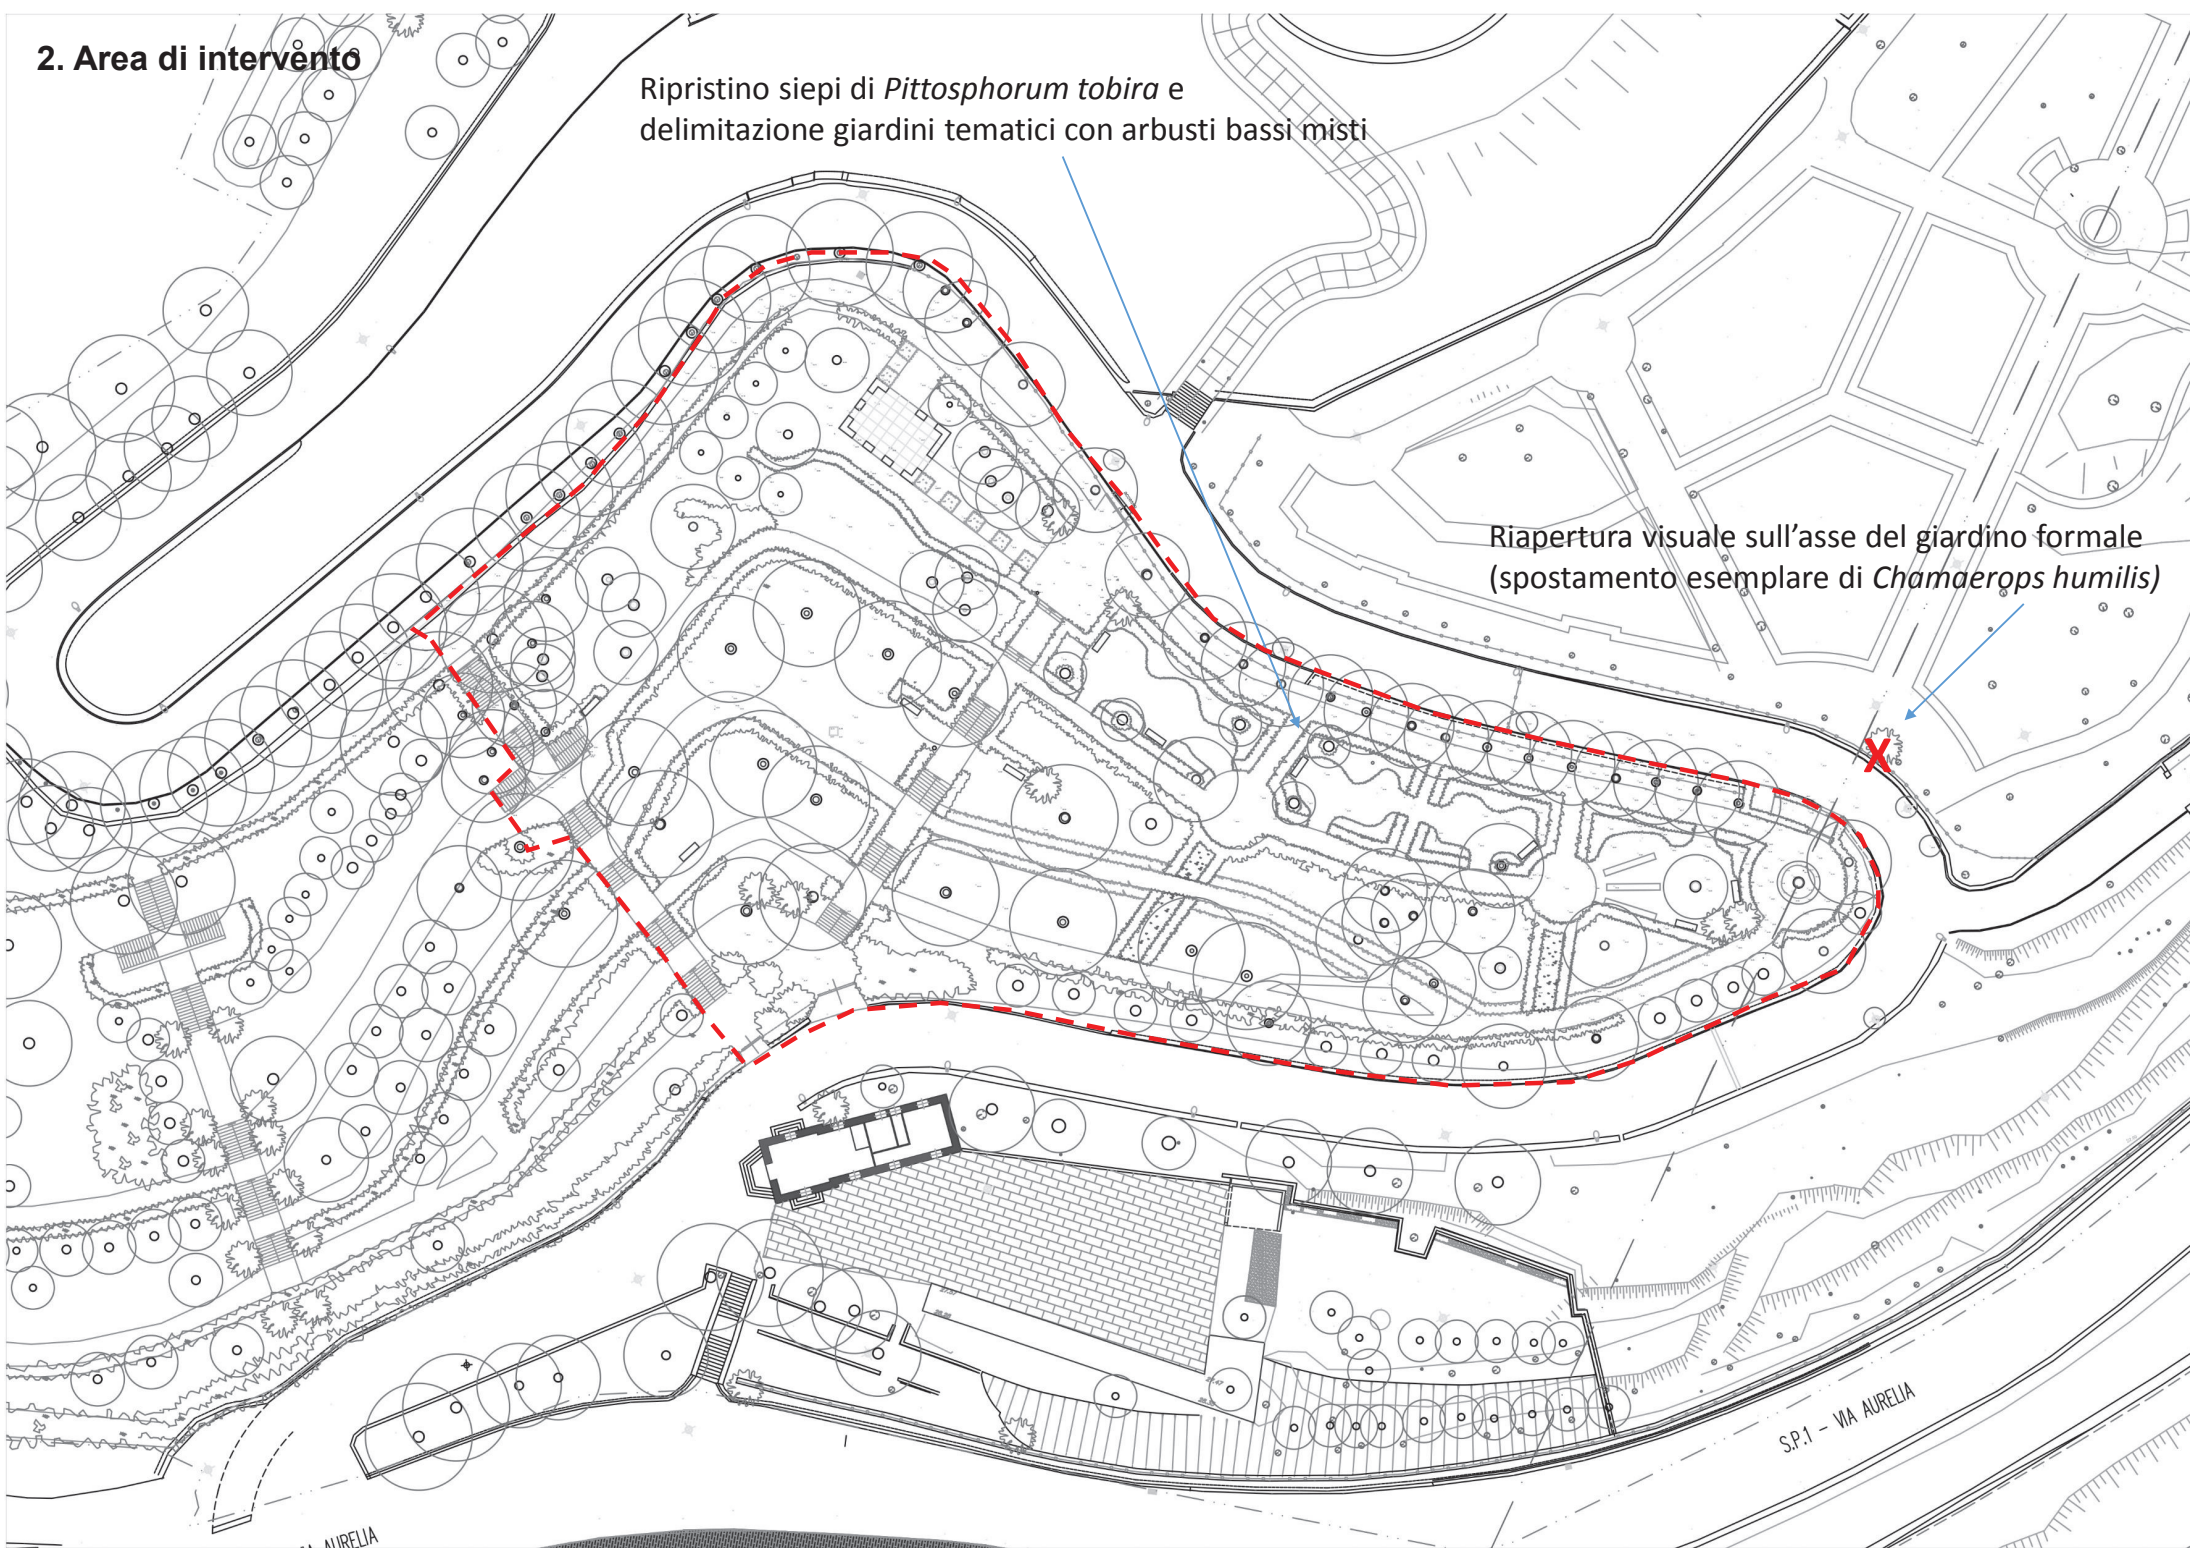 2. Area di intervento
Ripristino siepi di Pittosphorum tobira e
delimitazione giardini tematici con arbusti bassi misti
Riapertura visuale sull'asse del giardino formale
(spostamento esemplare di Chamaerops humilis)
X
S.P.1 - VIA AURELIA
AURELIA